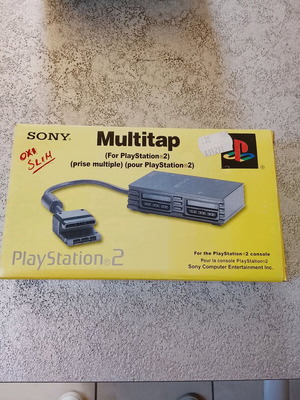 SONY
Multitap
(For PlayStation®2)
(prise multiple) (pour PlayStation®2)
OXI
SLIM
PlayStation®2
For the PlayStation®2 console
Pour la console PlayStation®2
Sony Computer Entertainment Inc.